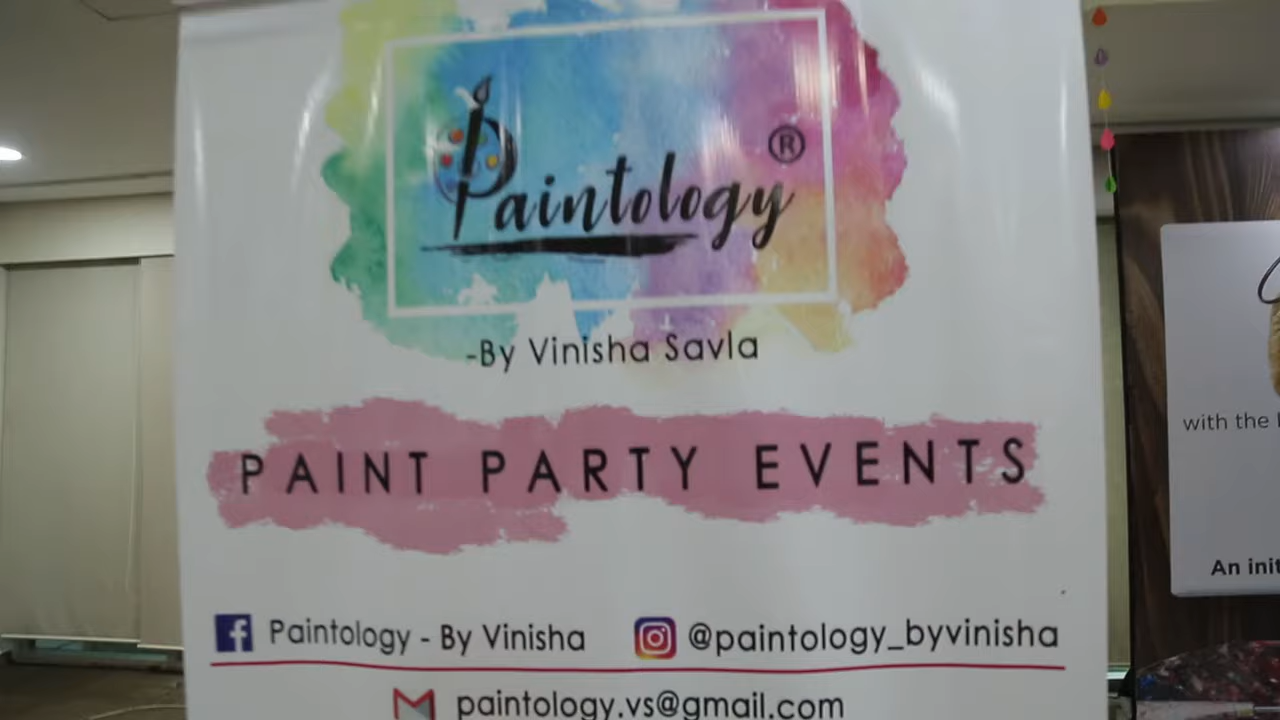 Paintology ®
-By Vinisha Savla
PAINT PARTY EVENTS
Paintology - By Vinisha @paintology_byvinisha
paintology.vs@gmail.com
with the
An init